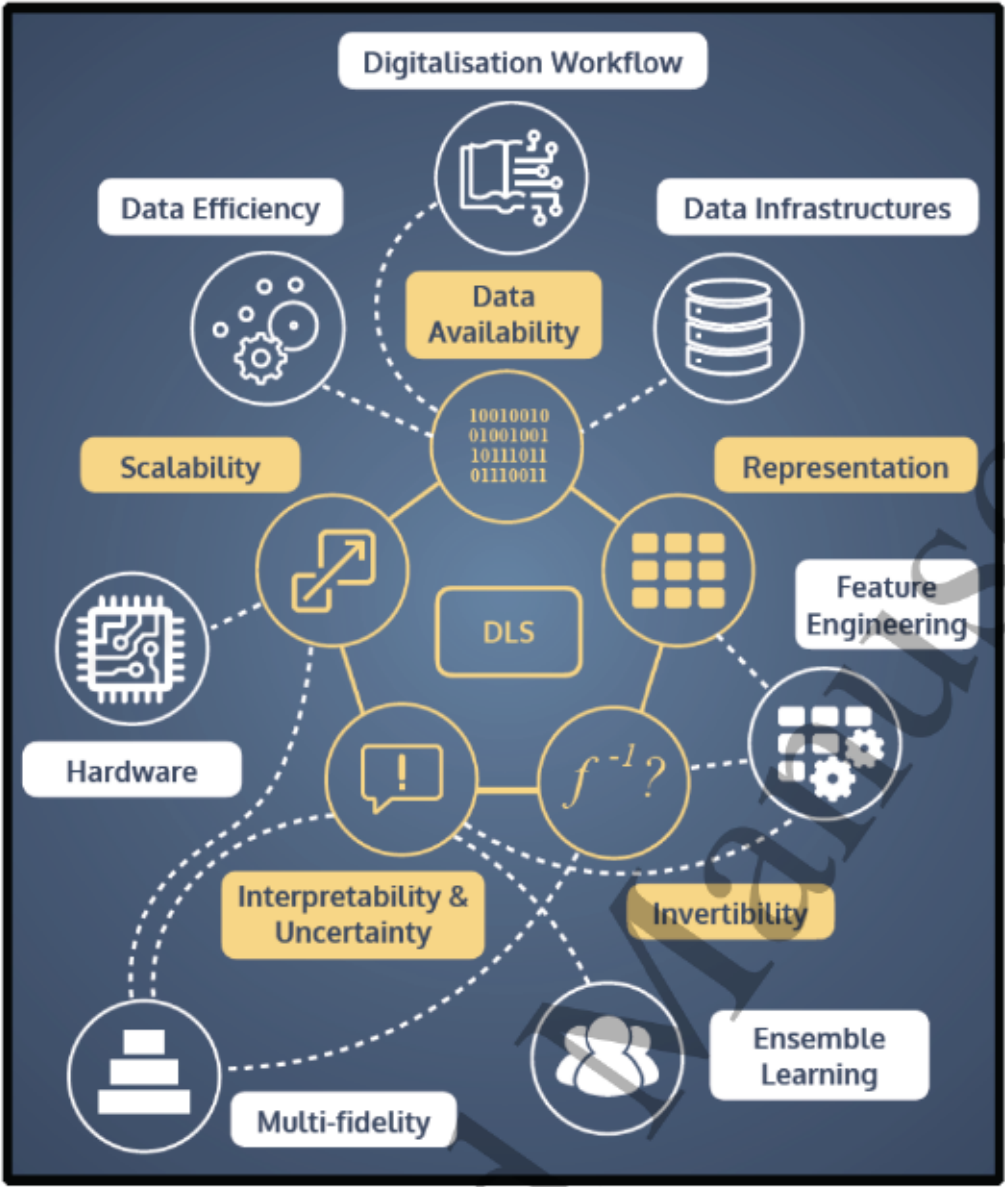 Digitalisation Workflow
Data Efficiency
Data Infrastructures
Data
Availability
10010010
01001001
10111011
01110011
Scalability
Representation
DLS
Feature
Engineering
Hardware
f⁻¹?
Interpretability &
Uncertainty
Invertibility
Ensemble
Learning
Multi-fidelity